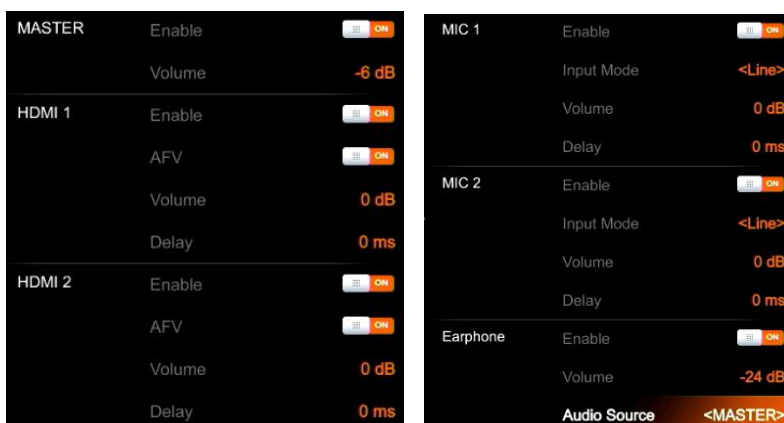 MASTER Enable ON
Volume -6 dB
HDMI 1 Enable ON
AFV ON
Volume 0 dB
Delay 0 ms
HDMI 2 Enable ON
AFV ON
Volume 0 dB
Delay 0 ms
MIC 1 Enable ON
Input Mode <Line>
Volume 0 dB
Delay 0 ms
MIC 2 Enable ON
Input Mode <Line>
Volume 0 dB
Delay 0 ms
Earphone Enable ON
Volume -24 dB
Audio Source <MASTER>